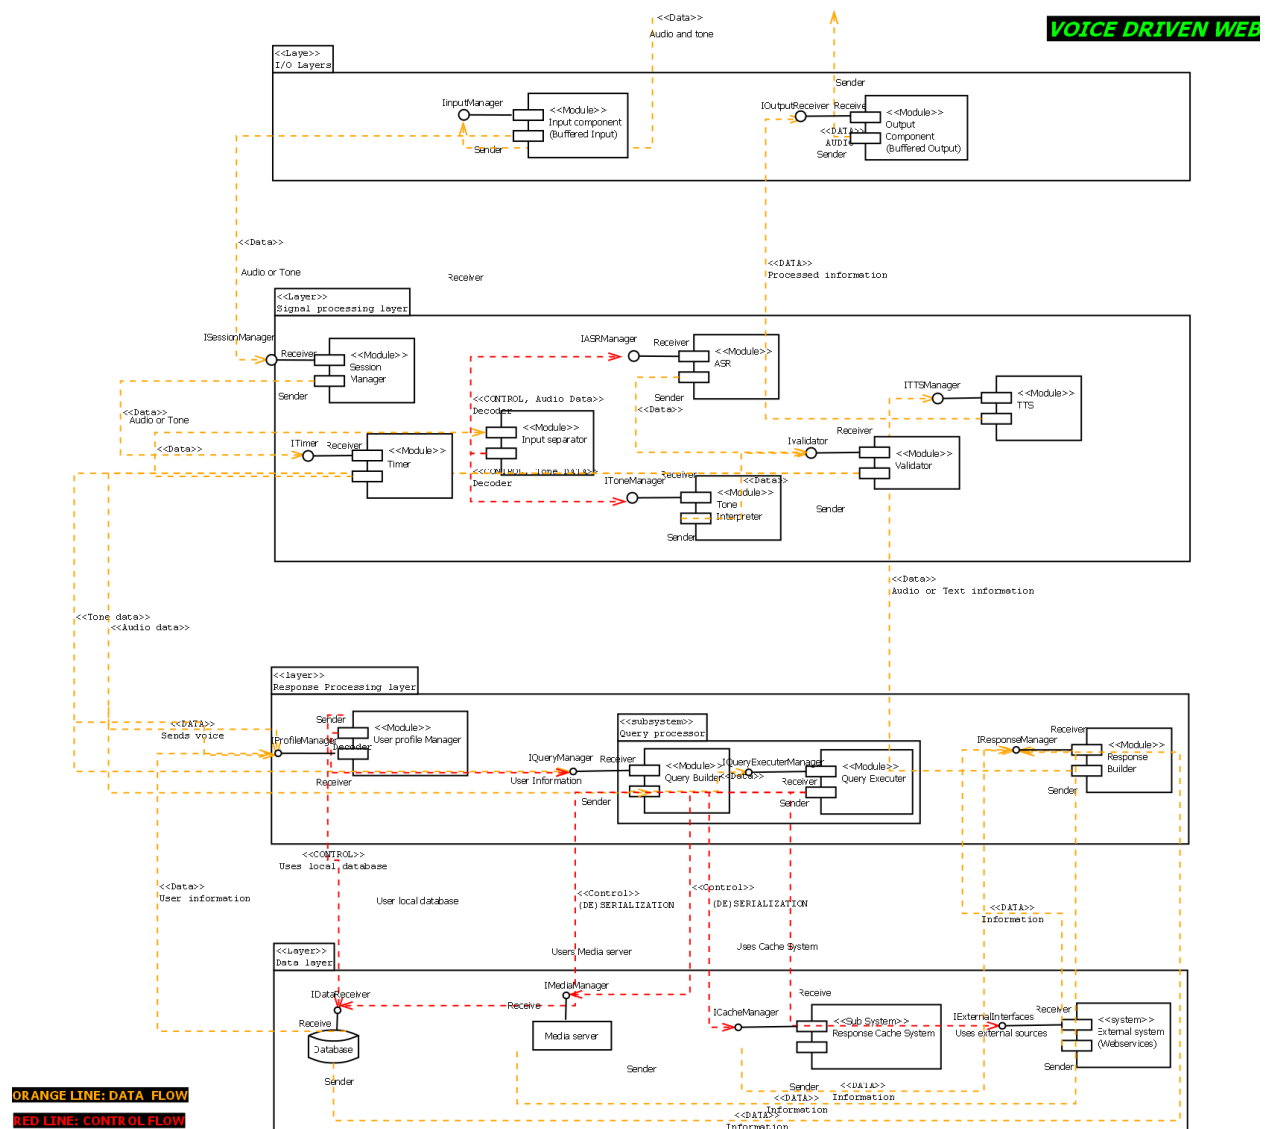 <<Data>>
Audio and tone
VOICE DRIVEN WEB
<<Laye>>
I/O Layers
IinputManager
<<Module>>
Input component
(Buffered Input)
Sender
Sender
IOutputReceiver
Receive
<<Module>>
Output
Component
(Buffered Output)
<<DATA>>
AUDIO
Sender
<<Data>>
Audio or Tone
Receiver
<<DATA>>
Processed information
<<Layer>>
Signal processing layer
ISessionManager
Receiver
<<Module>>
Session
Manager
Sender
IASRManager
Receiver
<<Module>>
ASR
Sender
<<Data>>
ITTSManager
<<Module>>
TTS
<<CONTROL, Audio Data>>
Decoder
<<Module>>
Input separator
<<CONTROL, Tone DATA>>
Decoder
<<Data>>
Audio or Tone
<<Data>>
ITimer
Receiver
<<Module>>
Timer
Ivalidator
Receiver
<<Module>>
Validator
Sender
IToneManager
Receiver
<<Data>>
<<Module>>
Tone
Interpreter
Sender
<<Data>>
Audio or Text information
<<Tone data>>
<<Audio data>>
<<layer>>
Response Processing layer
<<DATA>>
Sends voice
IProfileManager
Sender
<<Module>>
User profile Manager
Decoder
Receiver
<<subsystem>>
Query processor
IQueryManager
Receiver
User Information
<<Module>>
Query Builder
Sender
IQueryExecuterManager
<<Data>>
Receiver
<<Module>>
Query Executer
Sender
IResponseManager
Receiver
<<Module>>
Response
Builder
Sender
<<CONTROL>>
Uses local database
<<Data>>
User information
User local database
<<Control>>
(DE)SERIALIZATION
<<Control>>
(DE)SERIALIZATION
<<DATA>>
Information
Users Media server
Uses Cache System
<<Layer>>
Data layer
IDataReceiver
Receive
Database
Sender
IMediaManager
Receive
Media server
Sender
Receive
ICacheManager
<<Sub System>>
Response Cache System
Sender
IExternalInterfaces
Uses external sources
Receiver
<<system>>
External system
(Webservices)
Sender
<<DATA>>
Information
<<DATA>>
Information
<<DATA>>
Information
ORANGE LINE: DATA FLOW
RED LINE: CONTROL FLOW